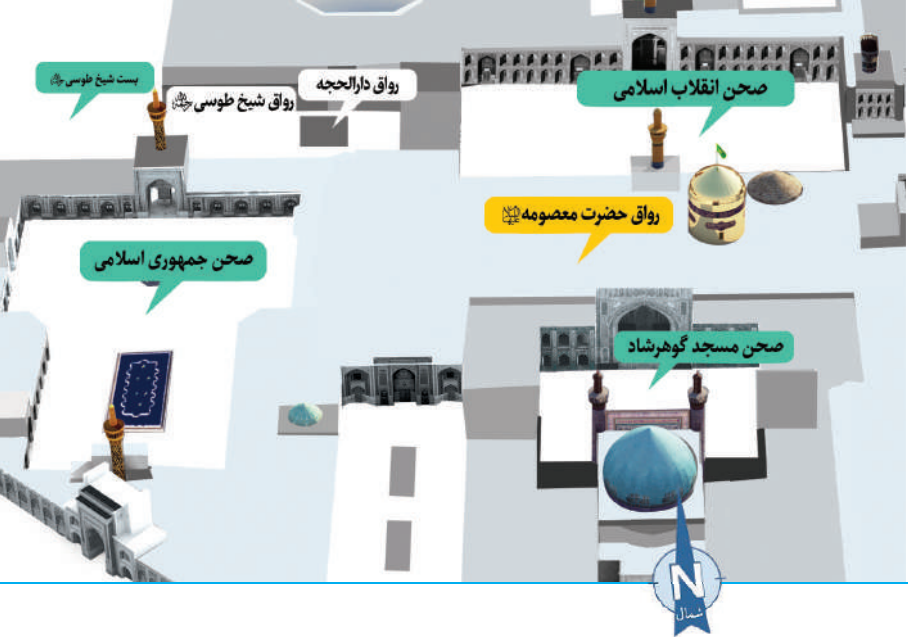 صحن انقلاب اسلامی
رواق دارالحجه
رواق شیخ طوسی
بست شیخ طوسی
رواق حضرت معصومه
صحن جمهوری اسلامی
صحن مسجد گوهرشاد
N
شمال